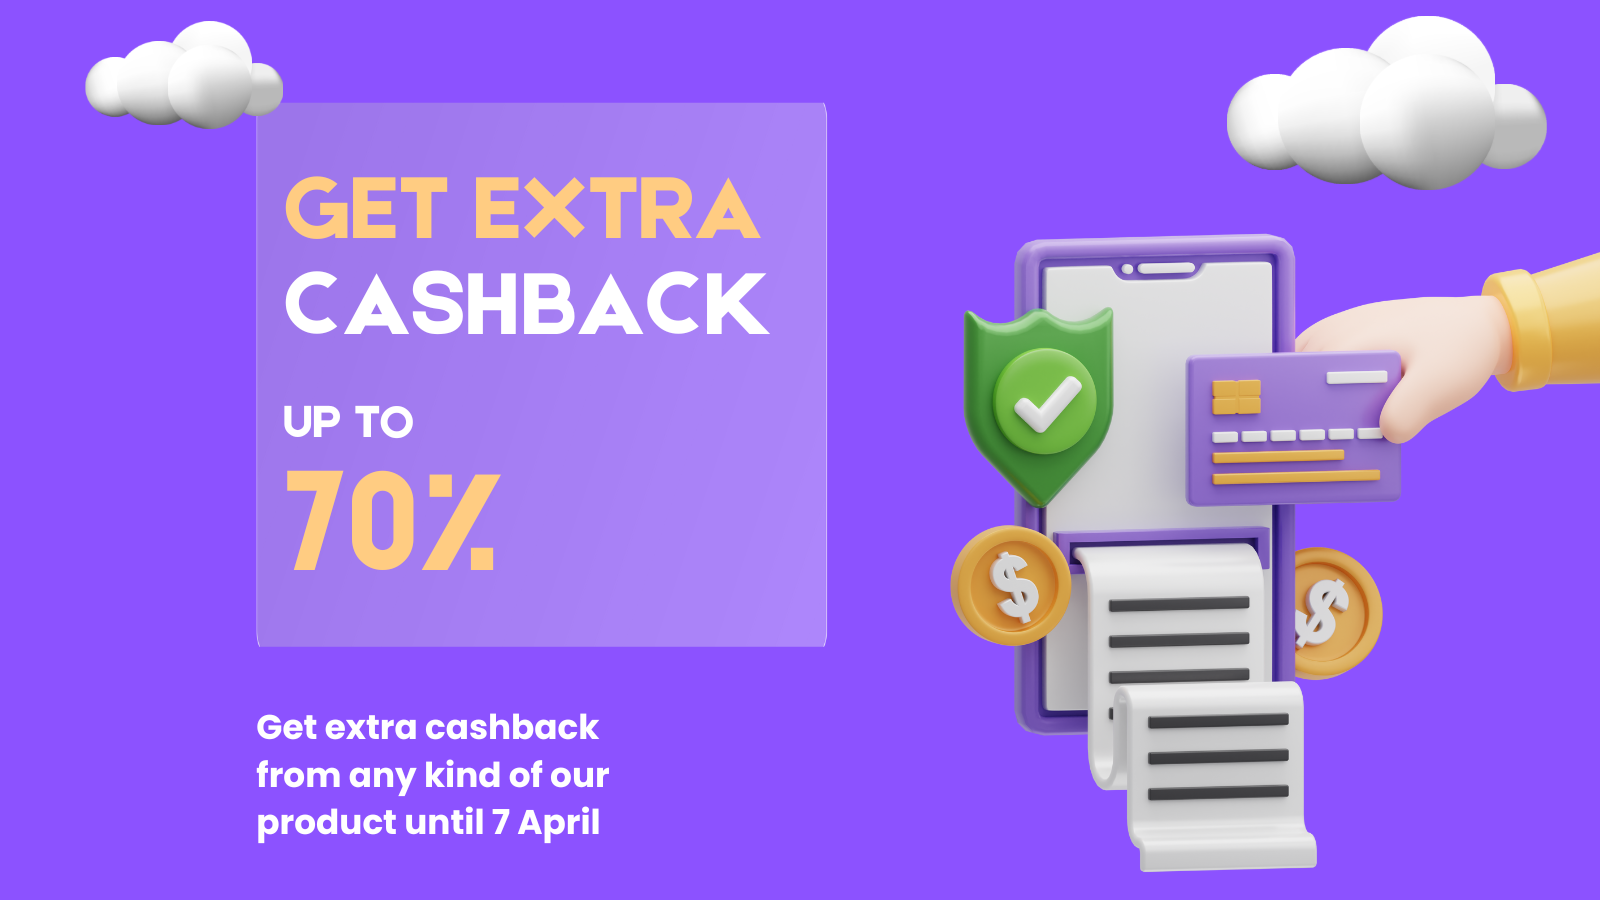 GET EXTRA
CASHBACK
UP TO
70%
Get extra cashback
from any kind of our
product until 7 April
$
$